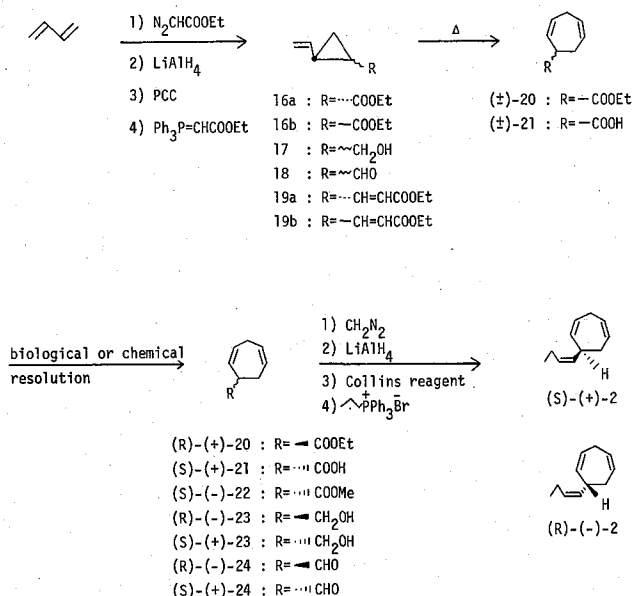 1) N2CHCOOEt
2) LiAlH4
3) PCC
4) Ph3P=CHCOOEt
R
Δ
R
16a : R=···COOEt
16b : R=—COOEt
17 : R=~CH2OH
18 : R=~CHO
19a : R=···CH=CHCOOEt
19b : R=—CH=CHCOOEt
(±)-20 : R=—COOEt
(±)-21 : R=—COOH
biological or chemical
resolution
R
1) CH2N2
2) LiAlH4
3) Collins reagent
4) PPh3Br
+ -
H
(S)-(+)-2
H
(R)-(-)-2
(R)-(+)-20 : R=◄COOEt
(S)-(+)-21 : R=···COOH
(S)-(-)-22 : R=···COOMe
(R)-(-)-23 : R=◄CH2OH
(S)-(+)-23 : R=···CH2OH
(R)-(-)-24 : R=◄CHO
(S)-(+)-24 : R=···CHO